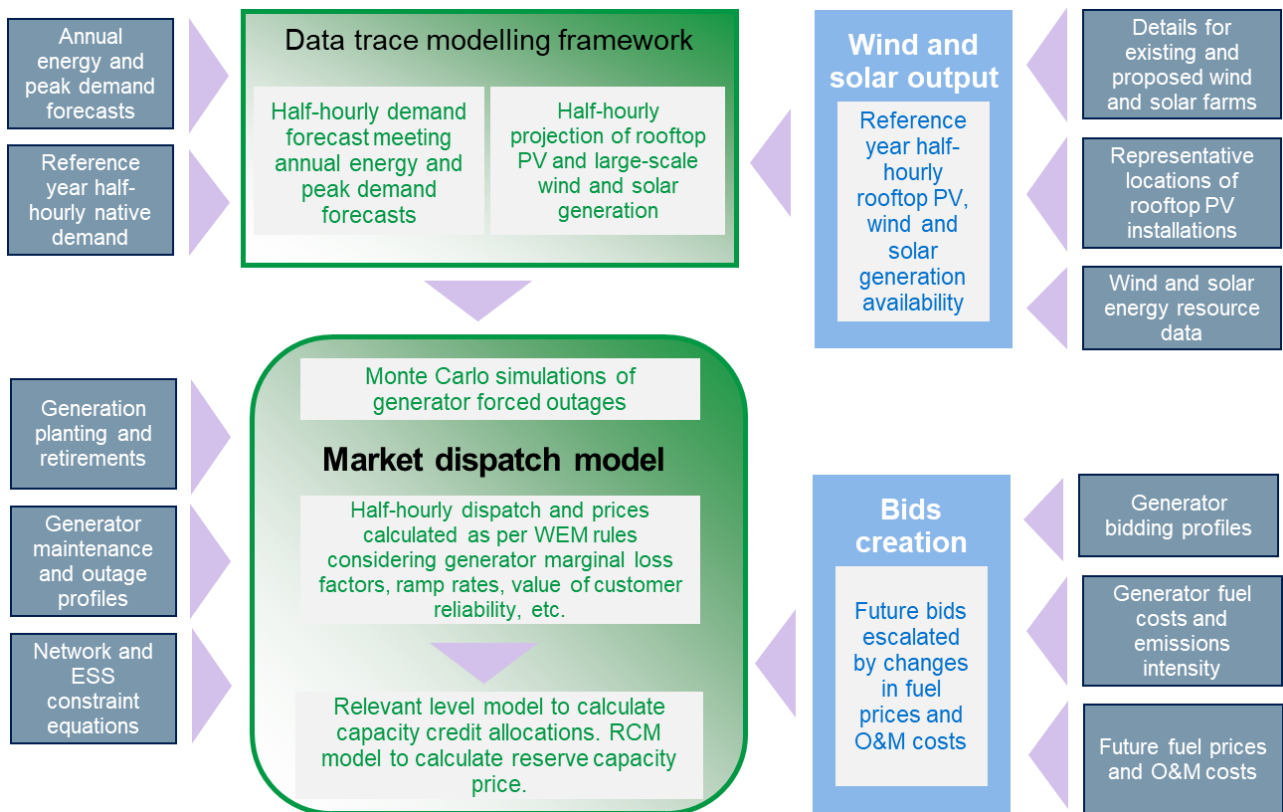 Annual
energy and
peak demand
forecasts
Reference
year half-
hourly native
demand
Data trace modelling framework
Half-hourly demand
forecast meeting
annual energy and
peak demand
forecasts
Half-hourly
projection of rooftop
PV and large-scale
wind and solar
generation
Wind and
solar output
Reference
year half-
hourly
rooftop PV,
wind and
solar
generation
availability
Details for
existing and
proposed wind
and solar farms
Representative
locations of
rooftop PV
installations
Wind and solar
energy resource
data
Generation
planting and
retirements
Generator
maintenance
and outage
profiles
Network and
ESS
constraint
equations
Monte Carlo simulations of
generator forced outages
Market dispatch model
Half-hourly dispatch and prices
calculated as per WEM rules
considering generator marginal loss
factors, ramp rates, value of customer
reliability, etc.
Relevant level model to calculate
capacity credit allocations. RCM
model to calculate reserve capacity
price.
Bids
creation
Future bids
escalated
by changes
in fuel
prices and
O&M costs
Generator
bidding profiles
Generator fuel
costs and
emissions
intensity
Future fuel prices
and O&M costs